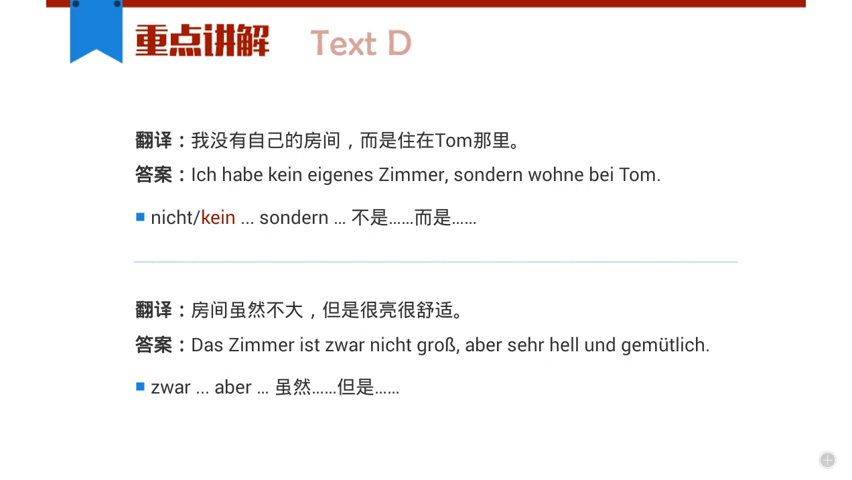 重点讲解 Text D
翻译：我没有自己的房间，而是住在Tom那里。
答案：Ich habe kein eigenes Zimmer, sondern wohne bei Tom.
nicht/kein ... sondern ... 不是……而是……
翻译：房间虽然不大，但是很亮很舒适。
答案：Das Zimmer ist zwar nicht groß, aber sehr hell und gemütlich.
zwar ... aber ... 虽然……但是……